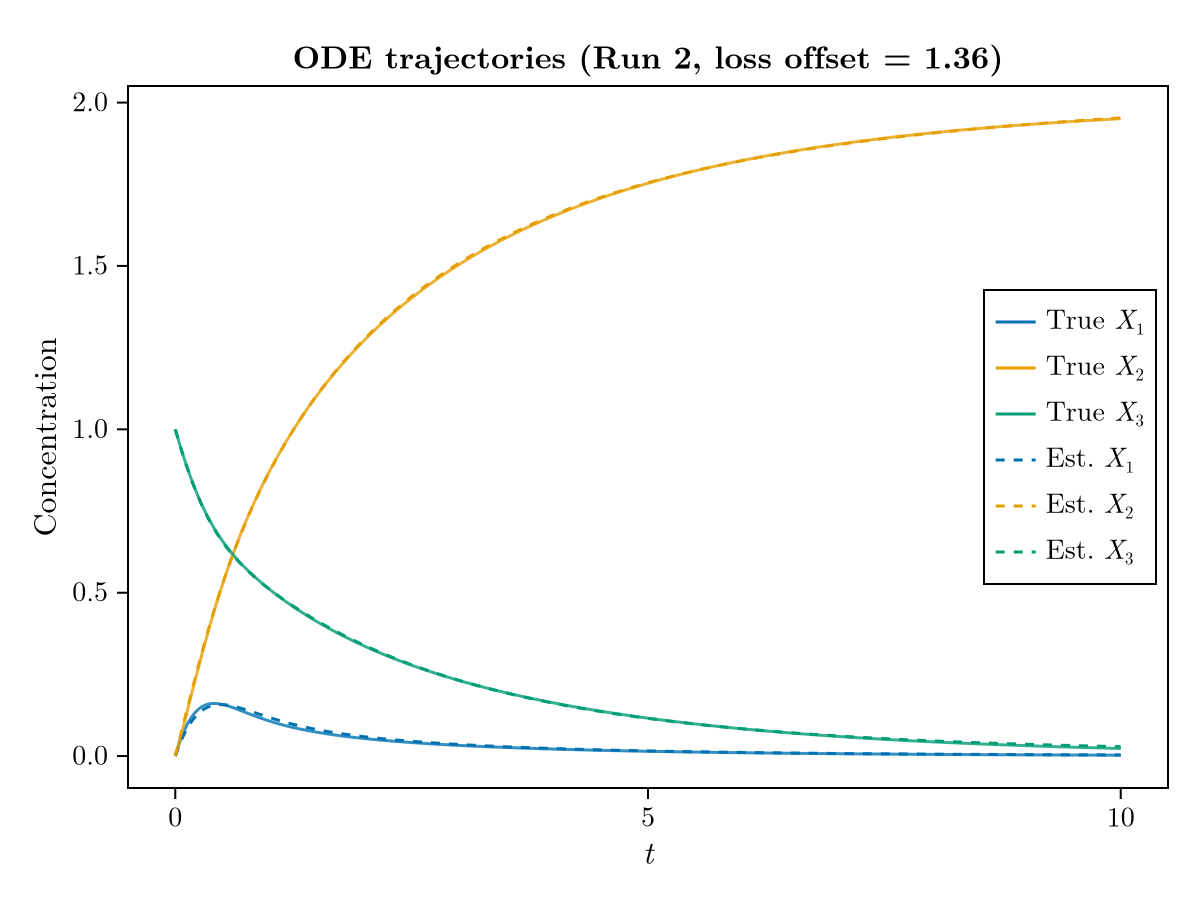 ODE trajectories (Run 2, loss offset = 1.36)
Concentration
2.0
1.5
1.0
0.5
0.0
0 5 10
t
True X₁
True X₂
True X₃
Est. X₁
Est. X₂
Est. X₃